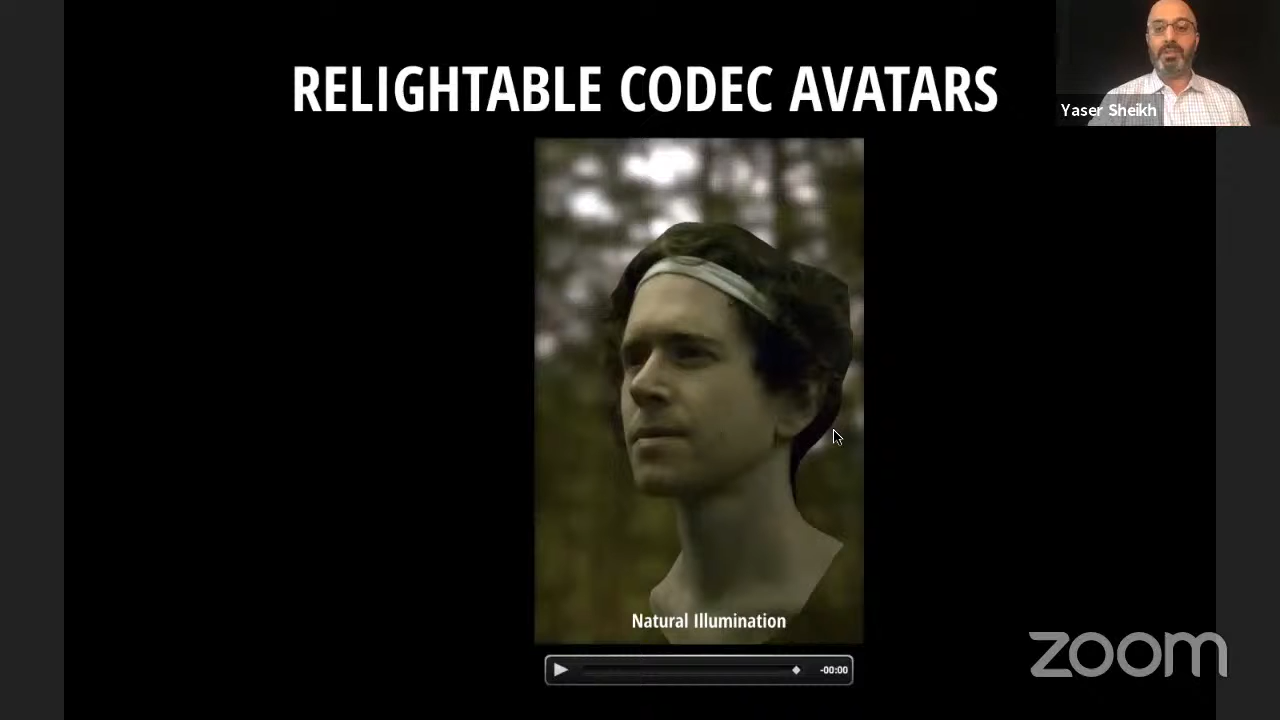 RELIGHTABLE CODEC AVATARS
Yaser Sheikh
Natural Illumination
-00:00
zoom